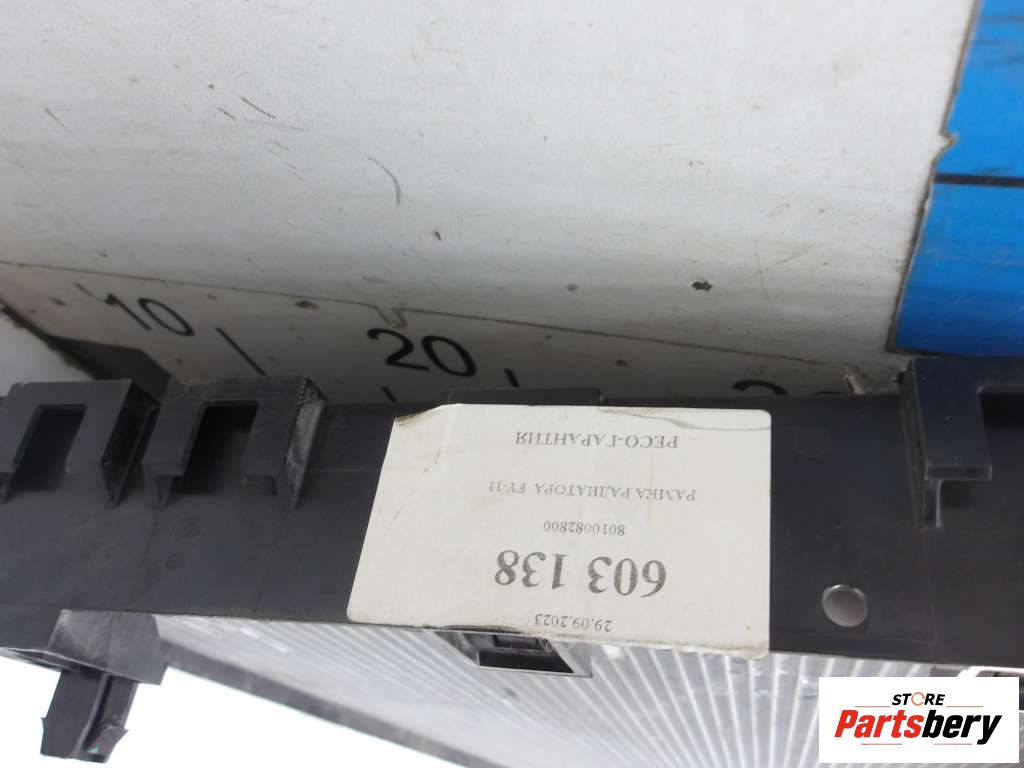 10
20
29.09.2023
603 138
8010082800
РАМКА РАДИАТОРА FY-11
РЕСО-ГАРАНТИЯ
STORE
Partsbery